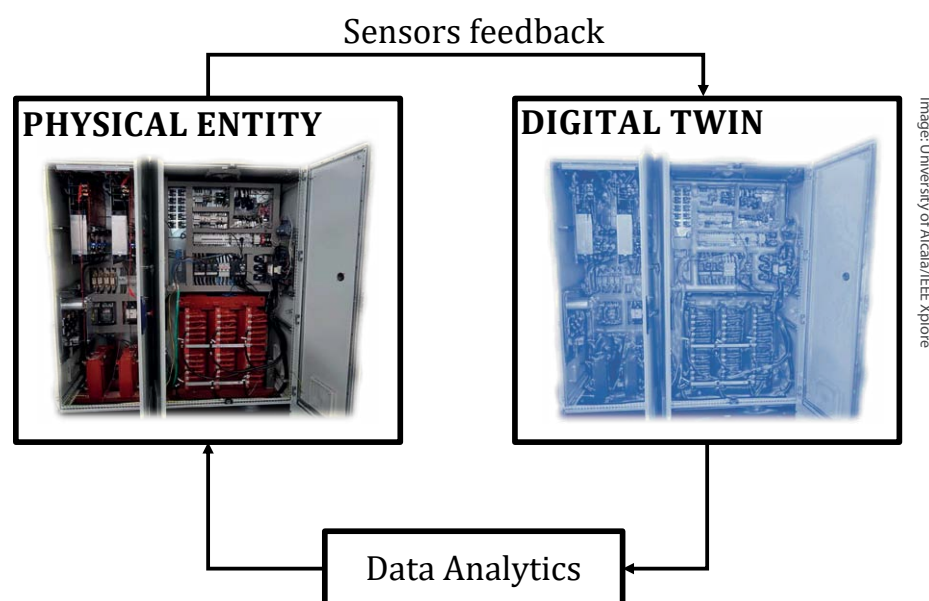 Sensors feedback
PHYSICAL ENTITY
DIGITAL TWIN
Data Analytics
Image: University of Alcala/IEEE Xplore